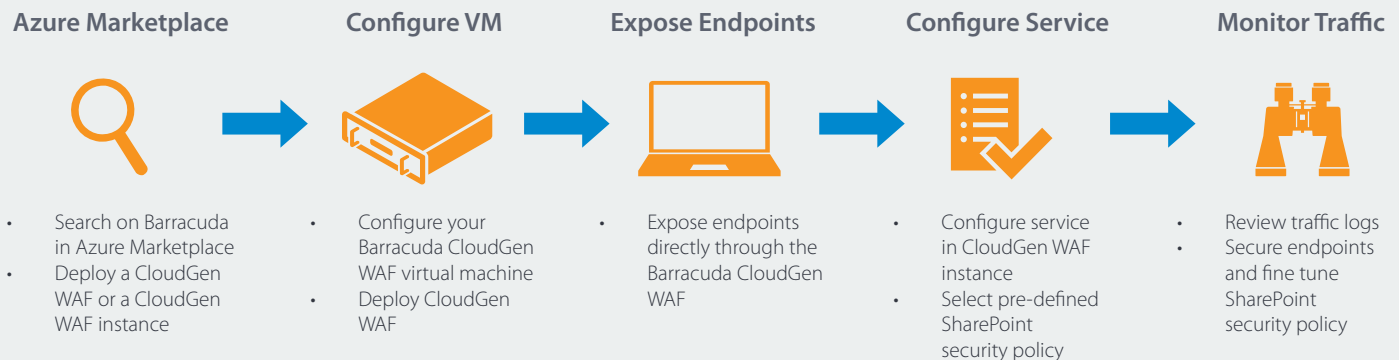 Azure Marketplace
Configure VM
Expose Endpoints
Configure Service
Monitor Traffic
• Search on Barracuda
in Azure Marketplace
• Deploy a CloudGen
WAF or a CloudGen
WAF instance
• Configure your
Barracuda CloudGen
WAF virtual machine
• Deploy CloudGen
WAF
• Expose endpoints
directly through the
Barracuda CloudGen
WAF
• Configure service
in CloudGen WAF
instance
• Select pre-defined
SharePoint
security policy
• Review traffic logs
• Secure endpoints
and fine tune
SharePoint
security policy